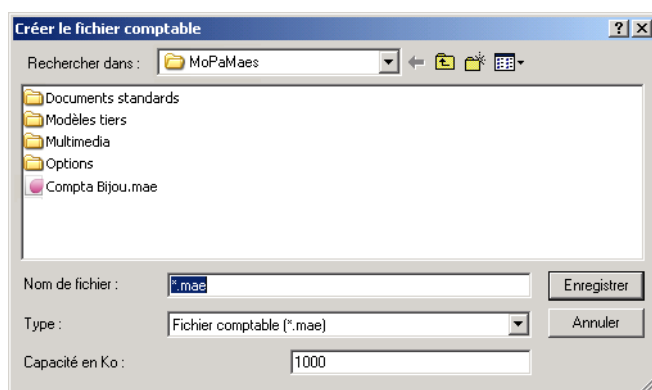 Créer le fichier comptable
Rechercher dans : MoPaMaes
Documents standards
Modèles tiers
Multimedia
Options
Compta Bijou.mae
Nom de fichier : *.mae Enregistrer
Type : Fichier comptable (*.mae) Annuler
Capacité en Ko : 1000